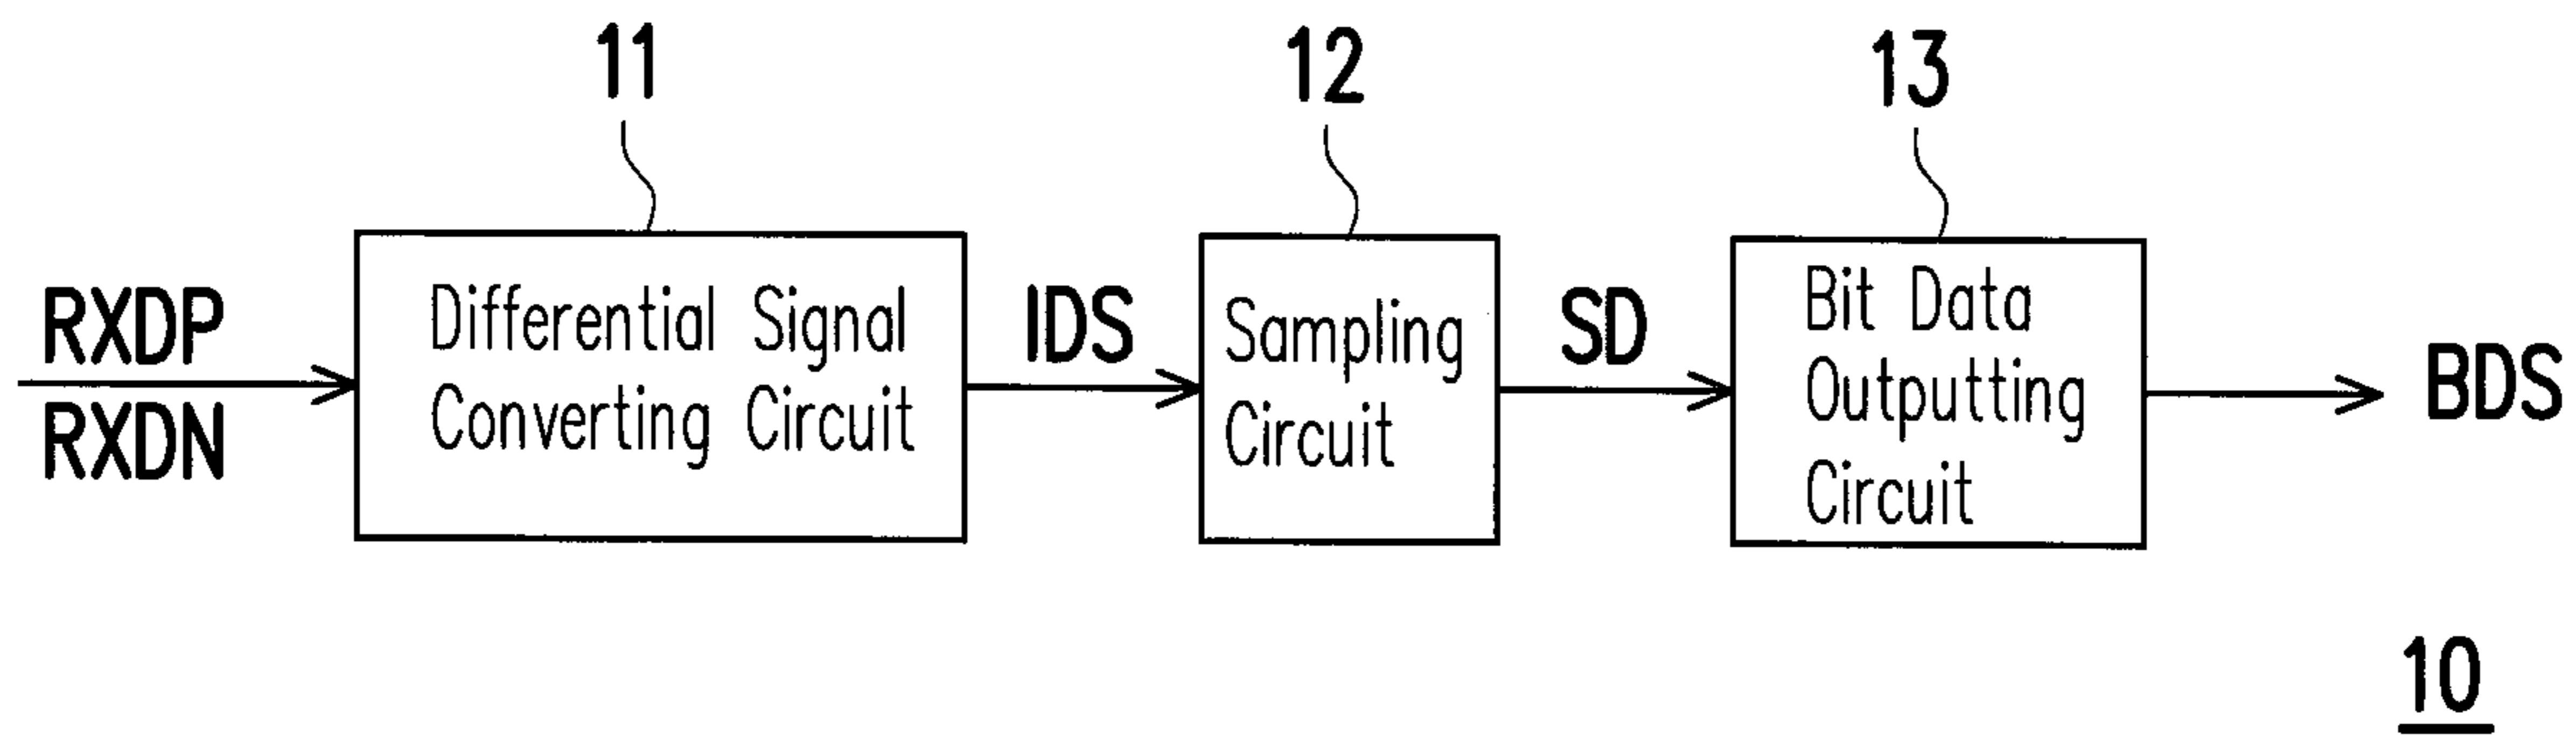 11
12
13
RXDP
RXDN
Differential Signal
Converting Circuit
IDS
Sampling
Circuit
SD
Bit Data
Outputting
Circuit
BDS
10